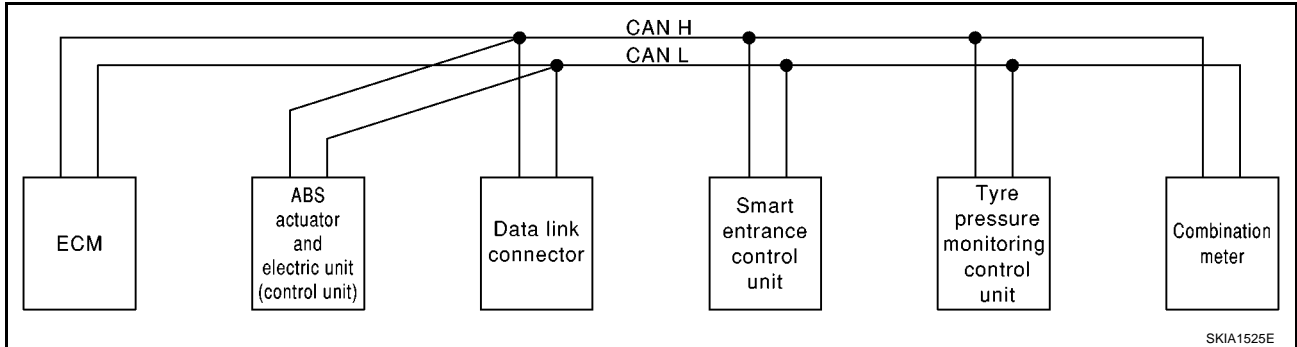 CAN H
CAN L
ECM
ABS
actuator
and
electric unit
(control unit)
Data link
connector
Smart
entrance
control
unit
Tyre
pressure
monitoring
control
unit
Combination
meter
SKIA1525E